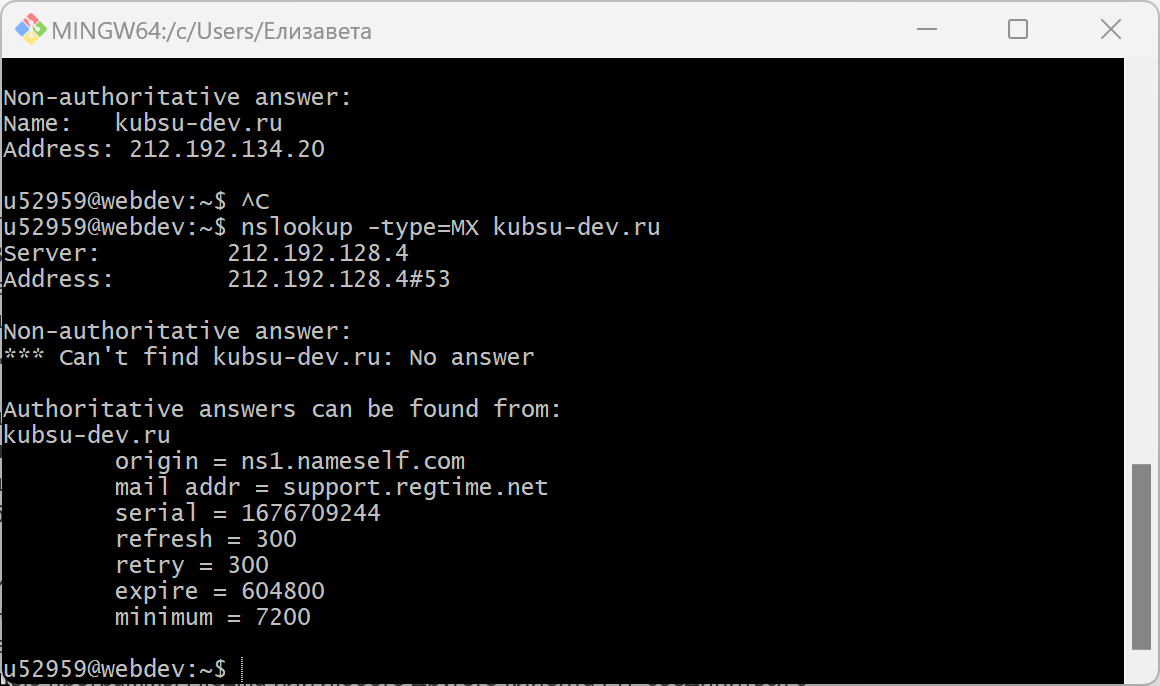 MINGW64:/c/Users/Елизавета
Non-authoritative answer:
Name:   kubsu-dev.ru
Address: 212.192.134.20
u52959@webdev:~$ ^C
u52959@webdev:~$ nslookup -type=MX kubsu-dev.ru
Server:         212.192.128.4
Address:        212.192.128.4#53
Non-authoritative answer:
*** Can't find kubsu-dev.ru: No answer
Authoritative answers can be found from:
kubsu-dev.ru
        origin = ns1.nameself.com
        mail addr = support.regtime.net
        serial = 1676709244
        refresh = 300
        retry = 300
        expire = 604800
        minimum = 7200
u52959@webdev:~$